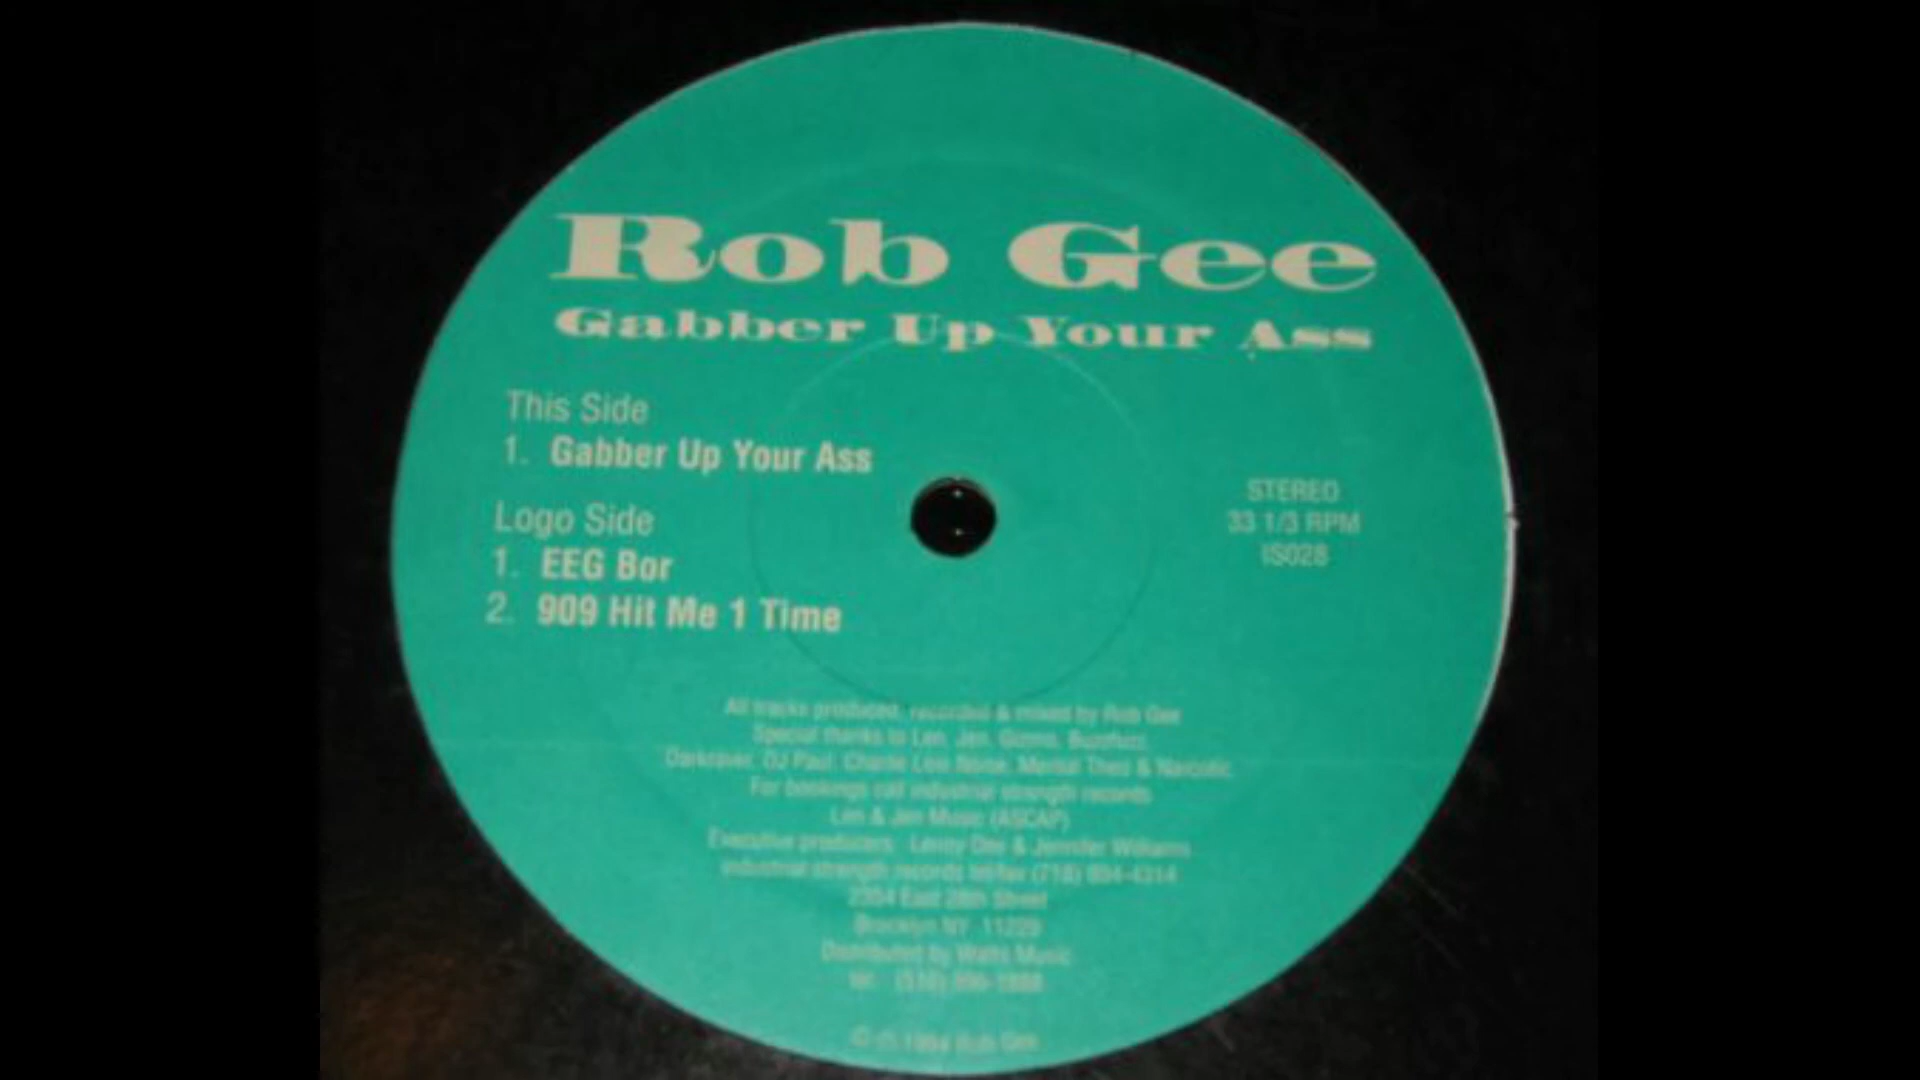 Rob Gee
Gabber Up Your Ass
This Side
1. Gabber Up Your Ass
Logo Side
1. EEG Bor
2. 909 Hit Me 1 Time
STEREO
33 1/3 RPM
IS028
All tracks produced, recorded & mixed by Rob Gee
Special thanks to Len, Jen, Gizmo, Buzzfuzz,
Darkraver, DJ Paul, Charlie Lownoise, Mental Theo & Narcotic.
For bookings call industrial strength records
Len & Jen Music (ASCAP)
Executive producers: Lenny Dee & Jennifer Williams
industrial strength records tel/fax (718)
2304 East 28th Street
Brooklyn NY 11229
Distributed by Watts Music
1994 Rob Gee